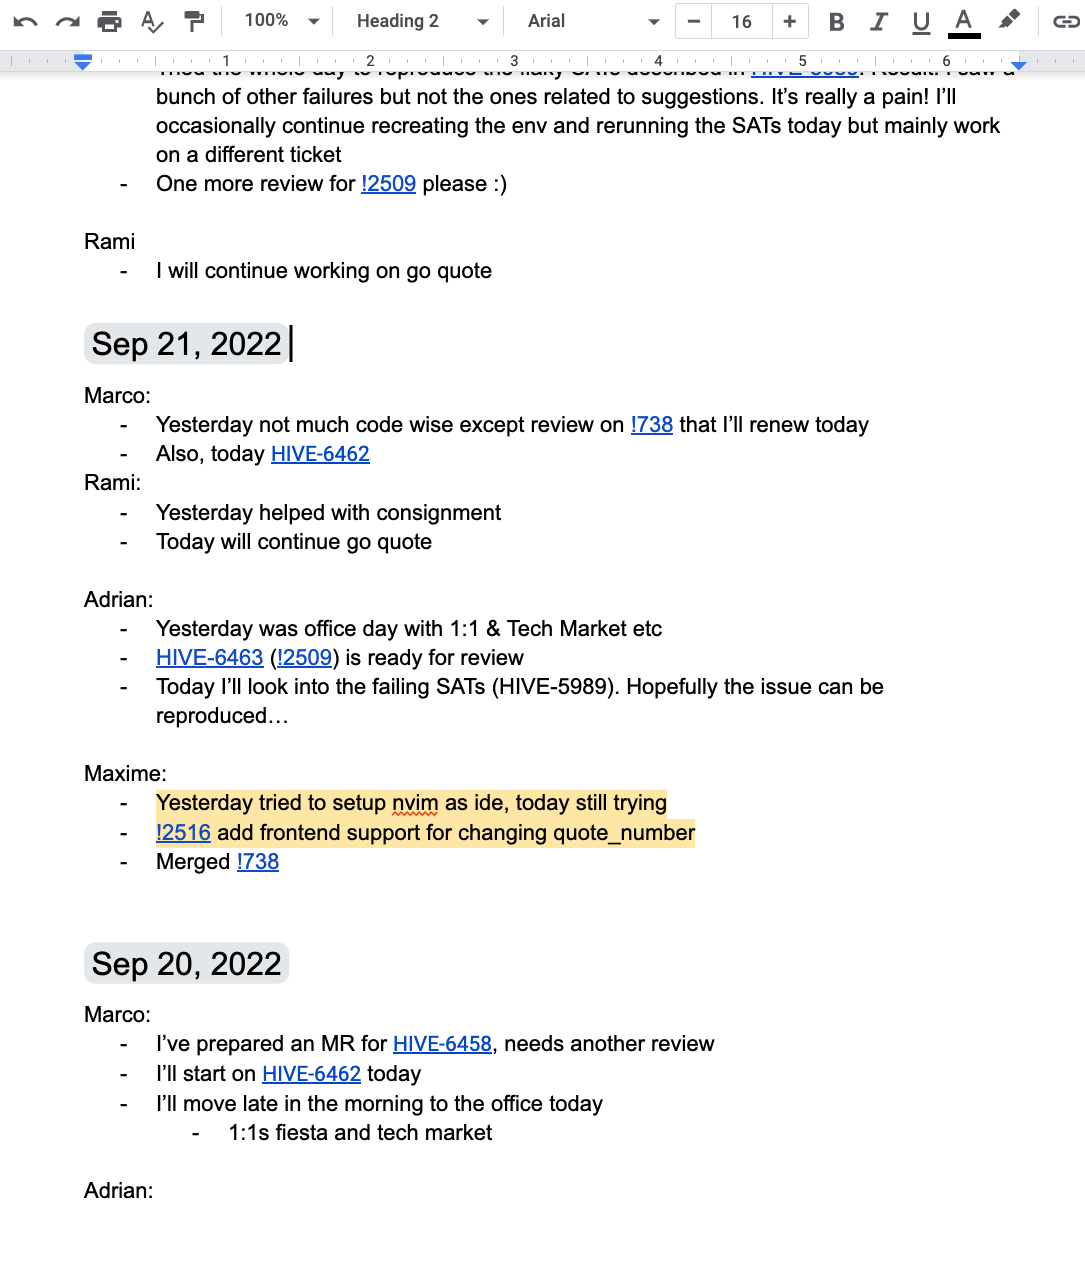 100% Heading 2 Arial 16 B I U A
1 2 3 4 5 6
bunch of other failures but not the ones related to suggestions. It's really a pain! I'll
occasionally continue recreating the env and rerunning the SATs today but mainly work
on a different ticket
- One more review for !2509 please :)
Rami
- I will continue working on go quote
Sep 21, 2022
Marco:
- Yesterday not much code wise except review on !738 that I'll renew today
- Also, today HIVE-6462
Rami:
- Yesterday helped with consignment
- Today will continue go quote
Adrian:
- Yesterday was office day with 1:1 & Tech Market etc
- HIVE-6463 (!2509) is ready for review
- Today I'll look into the failing SATs (HIVE-5989). Hopefully the issue can be
reproduced…
Maxime:
- Yesterday tried to setup nvim as ide, today still trying
- !2516 add frontend support for changing quote_number
- Merged !738
Sep 20, 2022
Marco:
- I've prepared an MR for HIVE-6458, needs another review
- I'll start on HIVE-6462 today
- I'll move late in the morning to the office today
- 1:1s fiesta and tech market
Adrian: